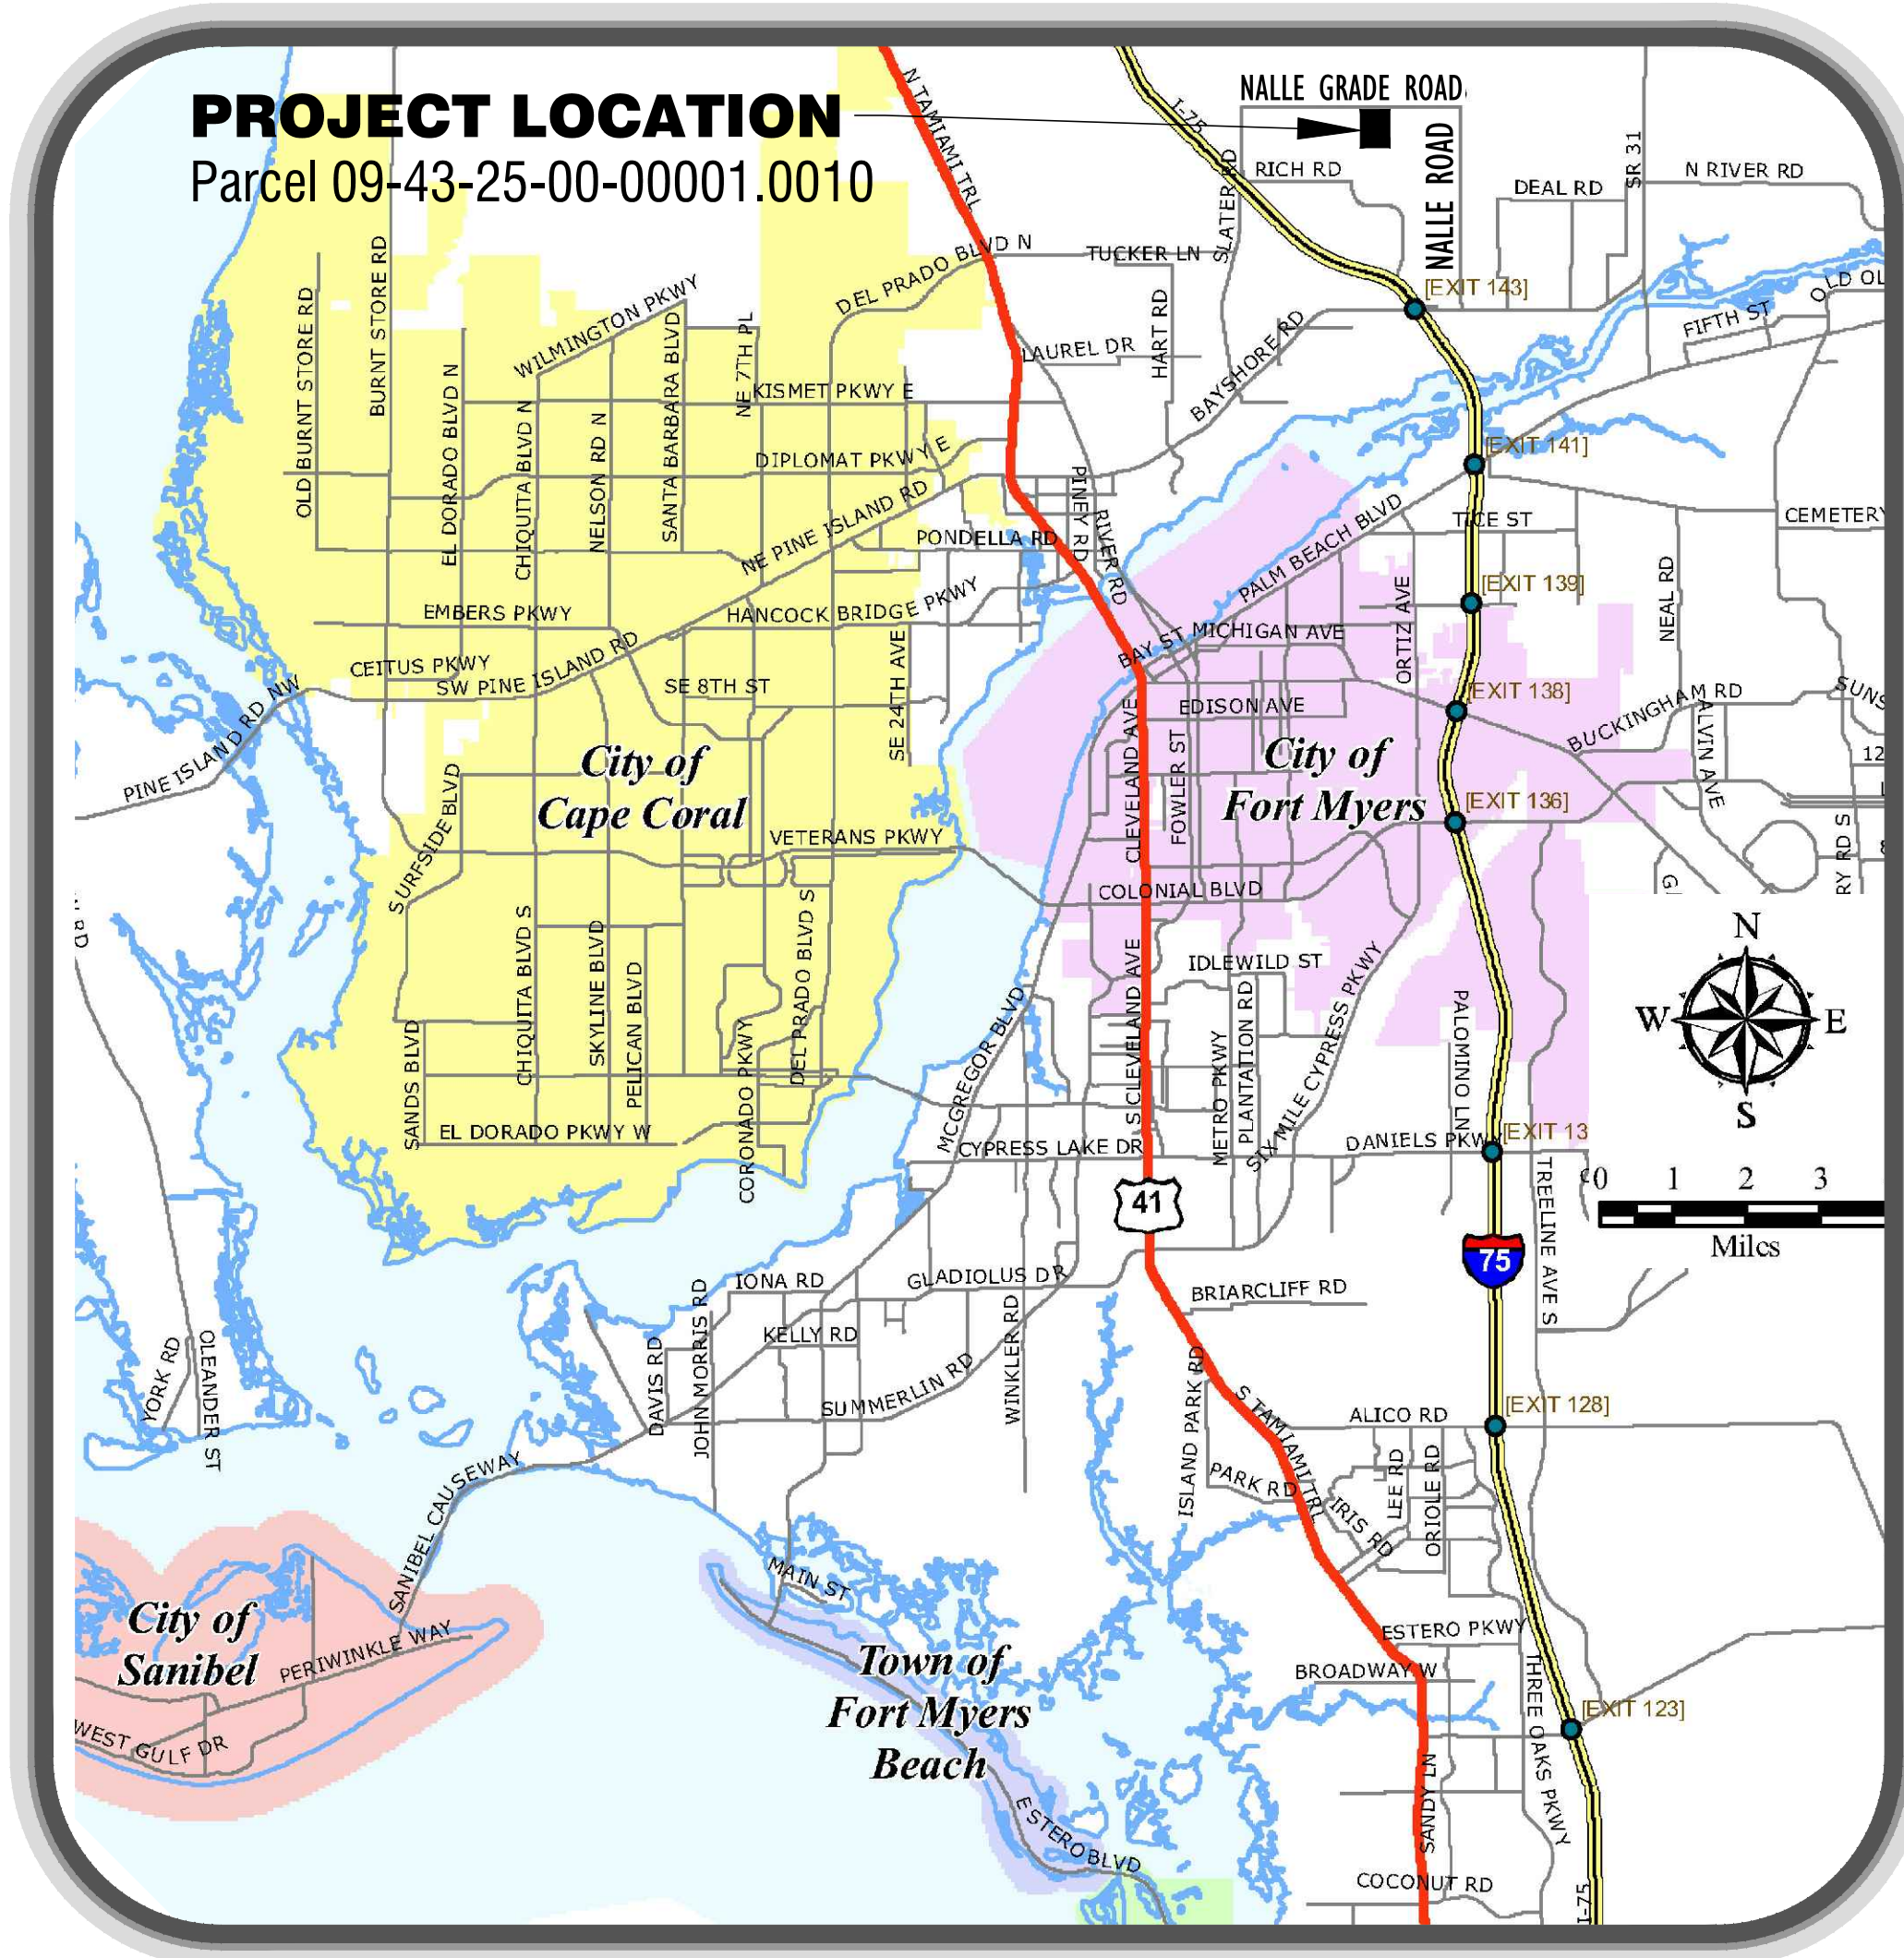 PROJECT LOCATION
Parcel 09-43-25-00-00001.0010
NALLE GRADE ROAD
N TAMIAMI TRL
I-75
SLATER RD
RICH RD
NALLE ROAD
DEAL RD
SR 31
N RIVER RD
OLD BURNT STORE RD
BURNT STORE RD
WILMINGTON PKWY
DEL PRADO BLVD N
TUCKER LN
HART RD
[EXIT 143]
FIFTH ST
OLD OL
EL DORADO BLVD N
CHIQUITA BLVD N
NELSON RD N
SANTA BARBARA BLVD
NE 7TH PL
KISMET PKWY E
LAUREL DR
BAYSHORE RD
DIPLOMAT PKWY E
[EXIT 141]
NE PINE ISLAND RD
PONDELLA RD
PINEY RD
RIVER RD
PALM BEACH BLVD
TICE ST
CEMETERY
EMBERS PKWY
HANCOCK BRIDGE PKWY
[EXIT 139]
ORTIZ AVE
NEAL RD
CEITUS PKWY
SW PINE ISLAND RD
SE 8TH ST
SE 24TH AVE
BAY ST
MICHIGAN AVE
PINE ISLAND RD NW
EDISON AVE
[EXIT 138]
BUCKINGHAM RD
ALVIN AVE
SUNS
12
L
City of
Cape Coral
CLEVELAND AVE
FOWLER ST
City of
Fort Myers
[EXIT 136]
S SURFSIDE BLVD
VETERANS PKWY
COLONIAL BLVD
G
RY RD S
8
RD
CHIQUITA BLVD S
SKYLINE BLVD
PELICAN BLVD
DEL PRADO BLVD S
CORONADO PKWY
SANDS BLVD
EL DORADO PKWY W
MCGREGOR BLVD
S CLEVELAND AVE
IDLEWILD ST
METRO PKWY
PLANTATION RD
SIX MILE CYPRESS PKWY
PALOMINO LN
N
W
E
S
CYPRESS LAKE DR
DANIELS PKWY
[EXIT 13
0 1 2 3
Miles
41
75
TREELINE AVE S
IONA RD
GLADIOLUS DR
BRIARCLIFF RD
YORK RD
OLEANDER ST
DAVIS RD
JOHN MORRIS RD
KELLY RD
SUMMERLIN RD
WINKLER RD
ISLAND PARK RD
S TAMIAMI TRL
ALICO RD
[EXIT 128]
PARK RD
IRIS RD
LEE RD
ORIOLE RD
SANIBEL CAUSEWAY
MAIN ST
City of
Sanibel
PERIWINKLE WAY
WEST GULF DR
Town of
Fort Myers
Beach
ESTERO BLVD
ESTERO PKWY
BROADWAY W
[EXIT 123]
THREE OAKS PKWY
SANDY LN
COCONUT RD
I-75